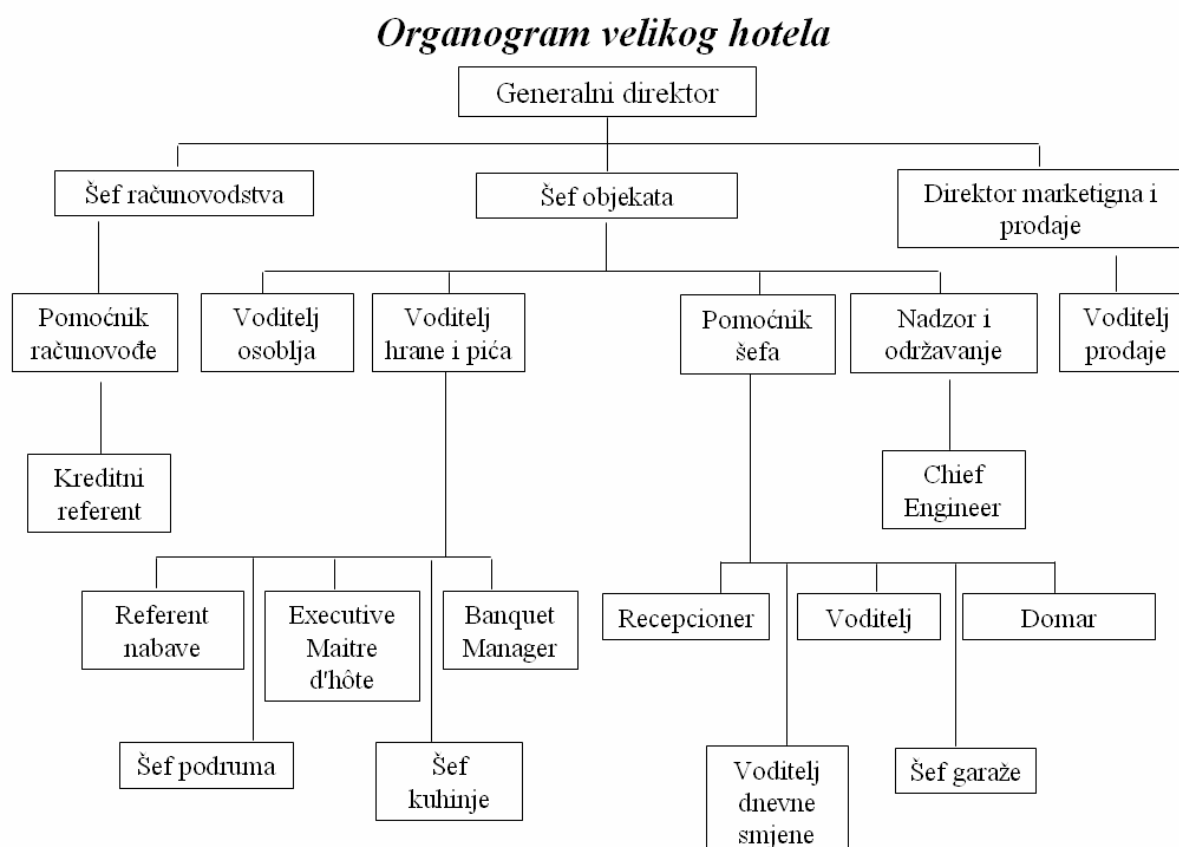 Organogram velikog hotela
Generalni direktor
Šef računovodstva
Šef objekata
Direktor marketigna i
prodaje
Pomoćnik
računovođe
Voditelj
osoblja
Voditelj
hrane i pića
Pomoćnik
šefa
Nadzor i
održavanje
Voditelj
prodaje
Kreditni
referent
Chief
Engineer
Referent
nabave
Executive
Maitre
d'hôte
Banquet
Manager
Recepcioner
Voditelj
Domar
Šef podruma
Šef
kuhinje
Voditelj
dnevne
smjene
Šef garaže